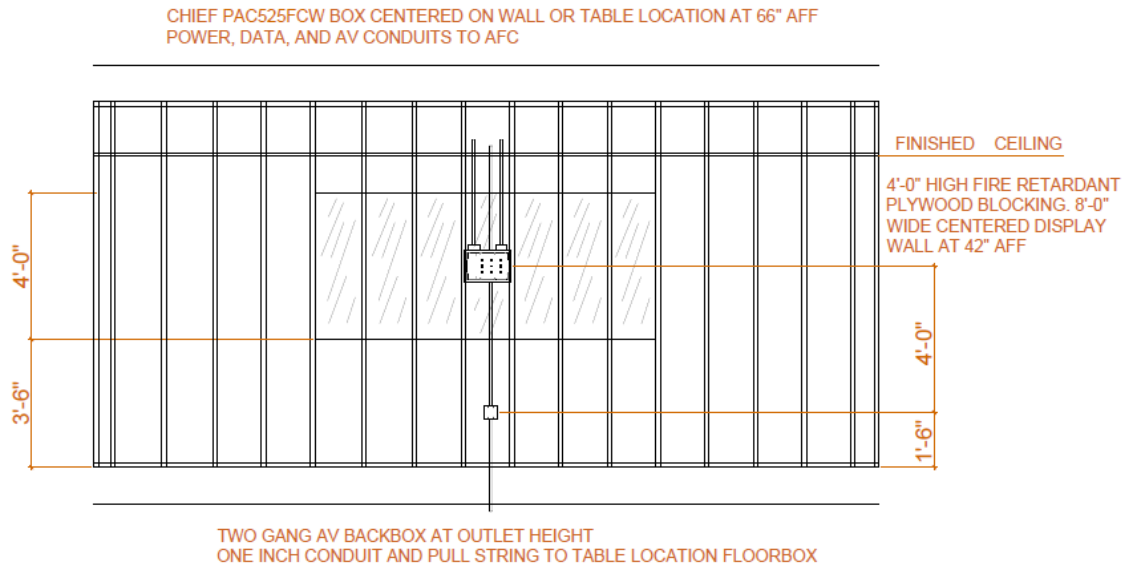 CHIEF PAC525FCW BOX CENTERED ON WALL OR TABLE LOCATION AT 66" AFF
POWER, DATA, AND AV CONDUITS TO AFC
FINISHED CEILING
4'-0" HIGH FIRE RETARDANT
PLYWOOD BLOCKING. 8'-0"
WIDE CENTERED DISPLAY
WALL AT 42" AFF
4'-0"
3'-6"
4'-0"
1'-6"
TWO GANG AV BACKBOX AT OUTLET HEIGHT
ONE INCH CONDUIT AND PULL STRING TO TABLE LOCATION FLOORBOX